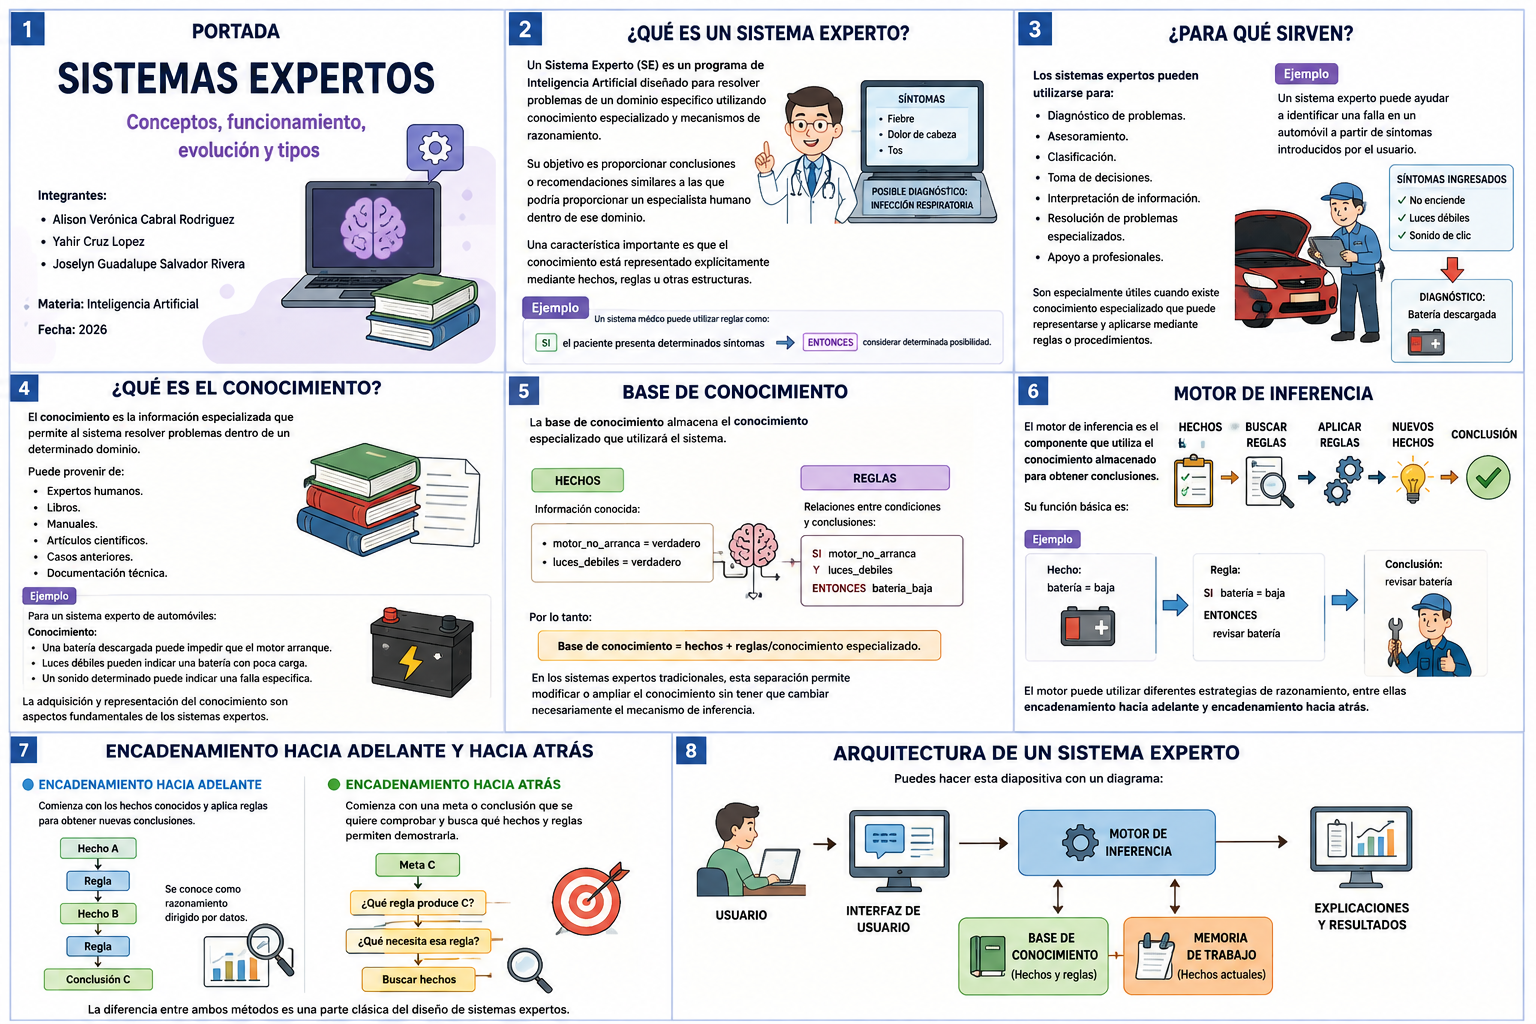 1
PORTADA
SISTEMAS EXPERTOS
Conceptos, funcionamiento,
evolución y tipos
Integrantes:
• Alison Verónica Cabral Rodriguez
• Yahir Cruz Lopez
• Joselyn Guadalupe Salvador Rivera
Materia: Inteligencia Artificial
Fecha: 2026
2
¿QUÉ ES UN SISTEMA EXPERTO?
Un Sistema Experto (SE) es un programa de
Inteligencia Artificial diseñado para resolver
problemas de un dominio especifico utilizando
conocimiento especializado y mecanismos de
razonamiento.
Su objetivo es proporcionar conclusiones
o recomendaciones similares a las que
podría proporcionar un especialista humano
dentro de ese dominio.
Una característica importante es que el
conocimiento está representado explícitamente
mediante hechos, reglas u otras estructuras.
SÍNTOMAS
• Fiebre
• Dolor de cabeza
• Tos
POSIBLE DIAGNÓSTICO:
INFECCIÓN RESPIRATORIA
Ejemplo
Un sistema médco puede utilizar reglas como:
SI el paciente presenta determinados síntomas ENTONCES considerar determinada posibilidad.
3
¿PARA QUÉ SIRVEN?
Los sistemas expertos pueden
utilizarse para:
• Diagnóstico de problemas.
• Asesoramiento.
• Clasificación.
• Toma de decisiones.
• Interpretación de información.
• Resolución de problemas
especializados.
• Apoyo a profesionales.
Son especialmente útiles cuando existe
conocimiento especializado que puede
representarse y aplicarse mediante
reglas o procedimientos.
Ejemplo
Un sistema experto puede ayudar
a identificar una falla en un
automóvil a partir de síntomas
introducidos por el usuario.
SÍNTOMAS INGRESADOS
✓ No enciende
✓ Luces débiles
✓ Sonido de clic
DIAGNÓSTICO:
Batería descargada
4
¿QUÉ ES EL CONOCIMIENTO?
El conocimiento es la información especializada que
permite al sistema resolver problemas dentro de un
determinado dominio.
Puede provenir de:
• Expertos humanos.
• Libros.
• Manuales.
• Artículos cientificos.
• Casos anteriores.
• Documentación técnica.
Ejemplo
Para un sistema experto de automóviles:
Conocimiento:
• Una batería descargada puede impedir que el motor arranque.
• Luces débiles pueden indicar una batería con poca carga.
• Un sonido determinado puede indicar una falla especifica.
La adquisición y representación del conocimiento son
aspectos fundamentales de los sistemas expertos.
5
BASE DE CONOCIMIENTO
La base de conocimiento almacena el conocimiento
especializado que utilizará el sistema.
HECHOS
Información conocida:
• motor_no_arranca = verdadero
• luces_debiles = verdadero
REGLAS
Relaciones entre condiciones
y conclusiones:
SI motor_no_arranca
Y luces_debiles
ENTONCES bateria_baja
Por lo tanto:
Base de conocimiento = hechos + reglas/conocimiento especializado.
En los sistemas expertos tradicionales, esta separación permite
modificar o ampliar el conocimiento sin tener que cambiar
necesariamente el mecanismo de inferencia.
6
MOTOR DE INFERENCIA
El motor de inferencia es el
componente que utiliza el
conocimiento almacenado
para obtener conclusiones.
Su función básica es:
HECHOS
BUSCAR
REGLAS
APLICAR
REGLAS
NUEVOS
HECHOS
CONCLUSIÓN
Ejemplo
Hecho:
batería = baja
Regla:
SI batería = baja
ENTONCES
revisar batería
Conclusión:
revisar batería
El motor puede utilizar diferentes estrategias de razonamiento, entre ellas
encadenamiento hacia adelante y encadenamiento hacia atrás.
7
ENCADENAMIENTO HACIA ADELANTE Y HACIA ATRÁS
ENCADENAMIENTO HACIA ADELANTE
Comienza con los hechos conocidos y aplica reglas
para obtener nuevas conclusiones.
Hecho A
Regla
Hecho B
Regla
Conclusión C
Se conoce como
razonamiento
dirigido por datos.
ENCADENAMIENTO HACIA ATRÁS
Comienza con una meta o conclusión que se
quiere comprobar y busca qué hechos y reglas
permiten demostrarla.
Meta C
¿Qué regla produce C?
¿Qué necesita esa regla?
Buscar hechos
La diferencia entre ambos métodos es una parte clásica del diseño de sistemas expertos.
8
ARQUITECTURA DE UN SISTEMA EXPERTO
Puedes hacer esta diapositiva con un diagrama:
USUARIO
INTERFAZ DE
USUARIO
MOTOR DE
INFERENCIA
BASE DE
CONOCIMIENTO
(Hechos y reglas)
MEMORIA
DE TRABAJO
(Hechos actuales)
EXPLICACIONES
Y RESULTADOS